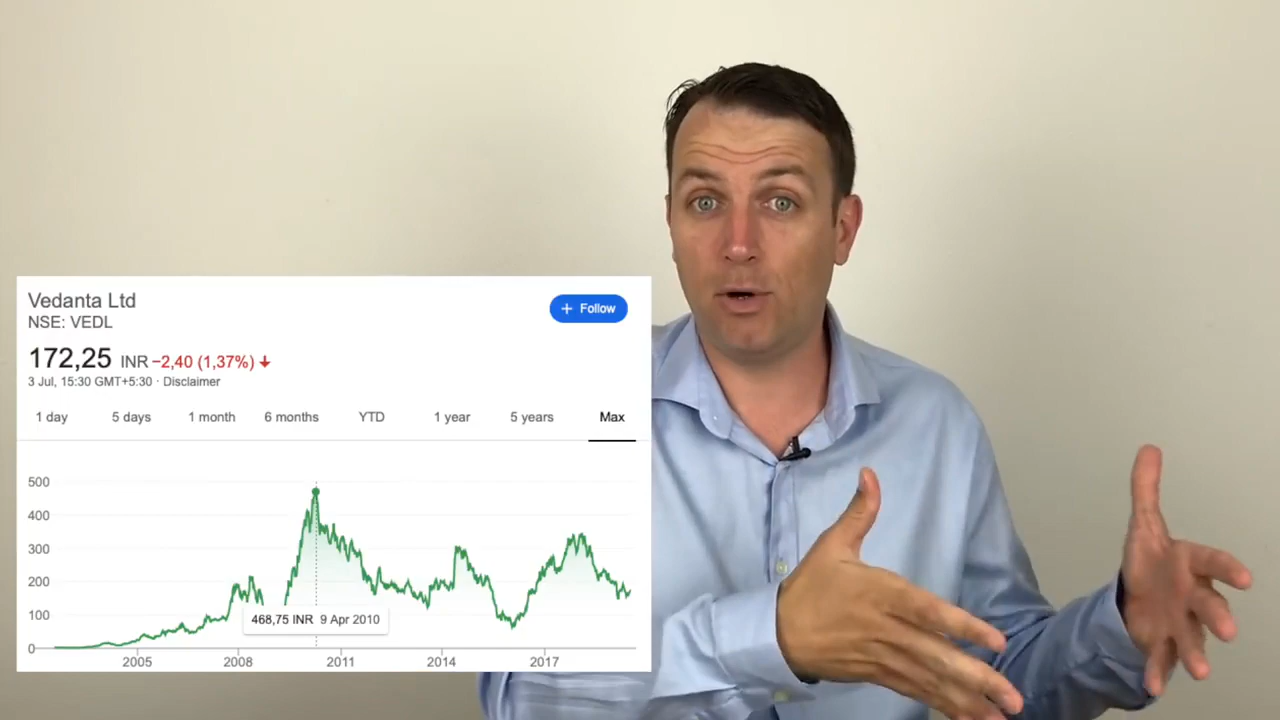 Vedanta Ltd
+ Follow
NSE: VEDL
172,25 INR −2,40 (1,37%) ↓
3 Jul, 15:30 GMT+5:30 · Disclaimer
1 day 5 days 1 month 6 months YTD 1 year 5 years Max
500
400
300
200
100
468,75 INR 9 Apr 2010
0
2005 2008 2011 2014 2017